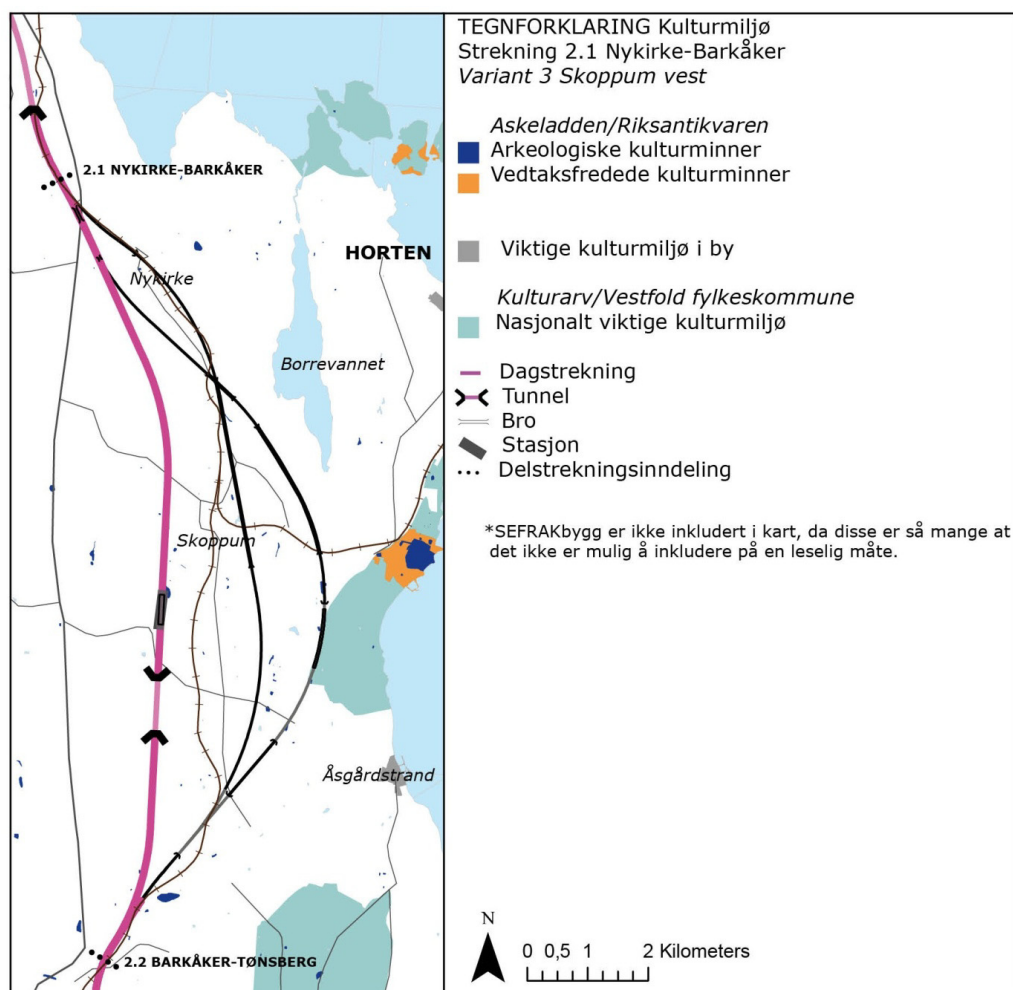 TEGNFORKLARING Kulturmiljø
Strekning 2.1 Nykirke-Barkåker
Variant 3 Skoppum vest
Askeladden/Riksantikvaren
Arkeologiske kulturminner
Vedtaksfredede kulturminner
Viktige kulturmiljø i by
Kulturarv/Vestfold fylkeskommune
Nasjonalt viktige kulturmiljø
Dagstrekning
Tunnel
Bro
Stasjon
Delstrekningsinndeling
*SEFRAKbygg er ikke inkludert i kart, da disse er så mange at
det ikke er mulig å inkludere på en leselig måte.
N
0 0,5 1 2 Kilometers
2.1 NYKIRKE-BARKÅKER
HORTEN
Nykirke
Borrevannet
Skoppum
Åsgårdstrand
2.2 BARKÅKER-TØNSBERG